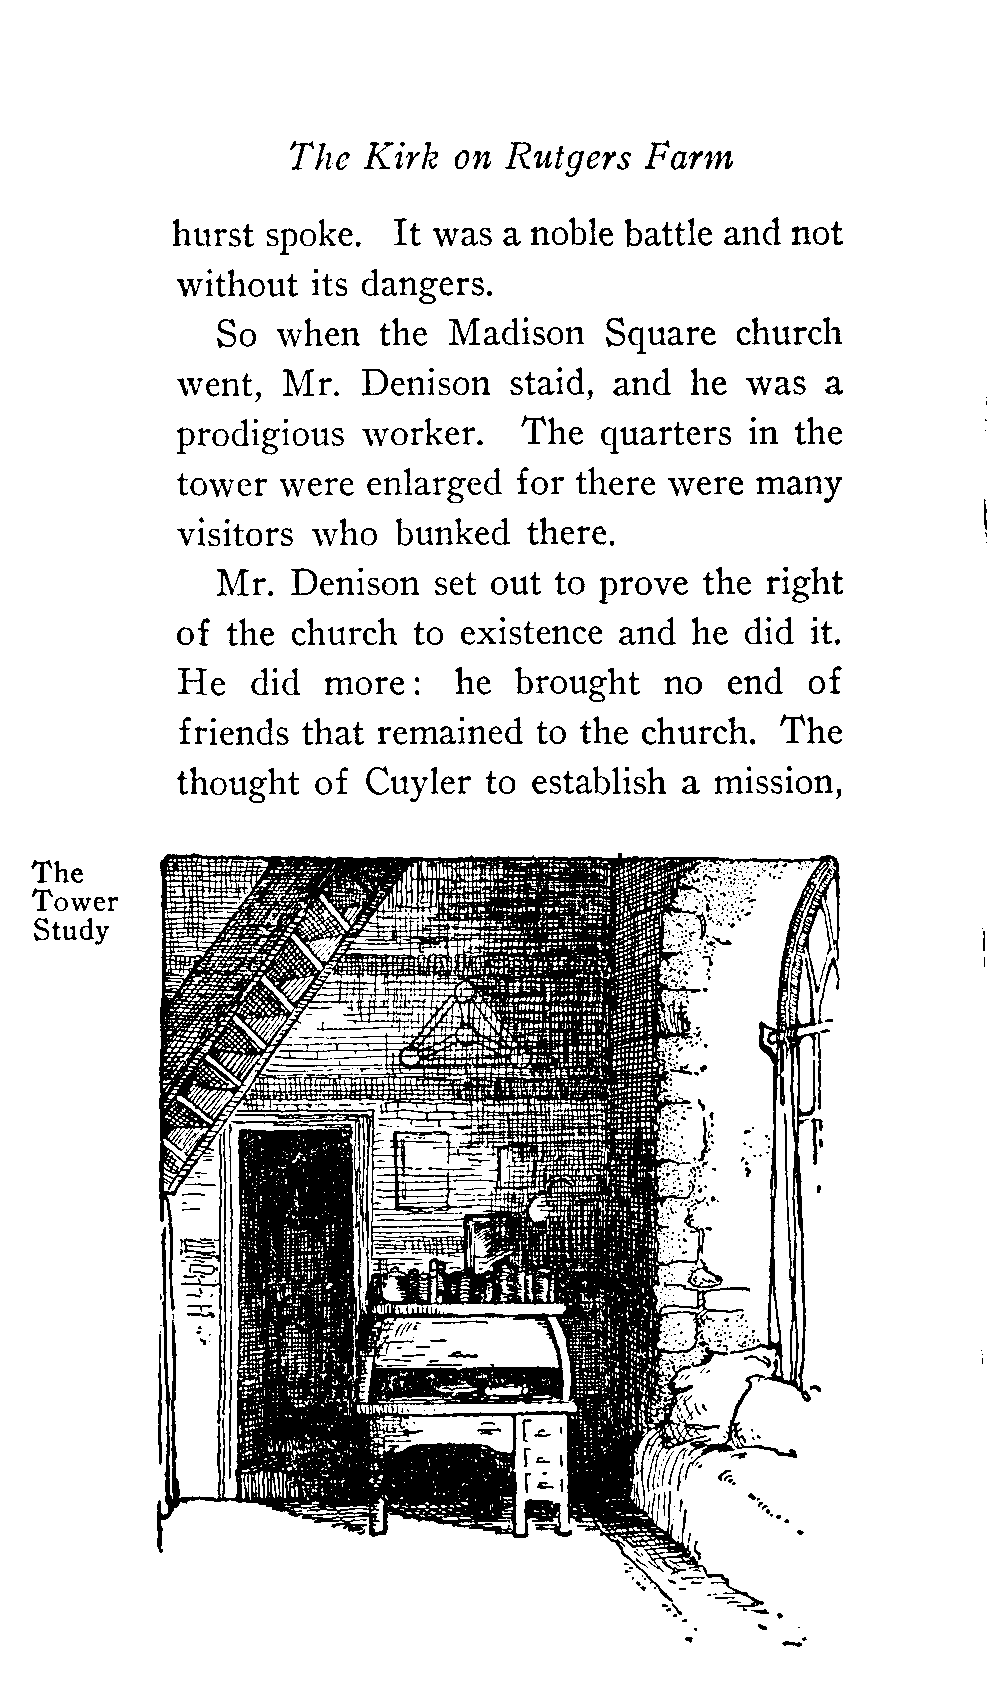 The Kirk on Rutgers Farm
hurst spoke. It was a noble battle and not
without its dangers.
So when the Madison Square church
went, Mr. Denison staid, and he was a
prodigious worker. The quarters in the
tower were enlarged for there were many
visitors who bunked there.
Mr. Denison set out to prove the right
of the church to existence and he did it.
He did more: he brought no end of
friends that remained to the church. The
thought of Cuyler to establish a mission,
The
Tower
Study